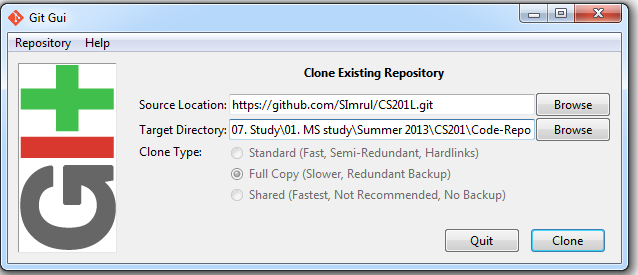 Git Gui
Repository Help
Clone Existing Repository
Source Location: https://github.com/SImrul/CS201L.git Browse
Target Directory: 07. Study\01. MS study\Summer 2013\CS201\Code-Repo Browse
Clone Type: Standard (Fast, Semi-Redundant, Hardlinks)
Full Copy (Slower, Redundant Backup)
Shared (Fastest, Not Recommended, No Backup)
Quit Clone
Git